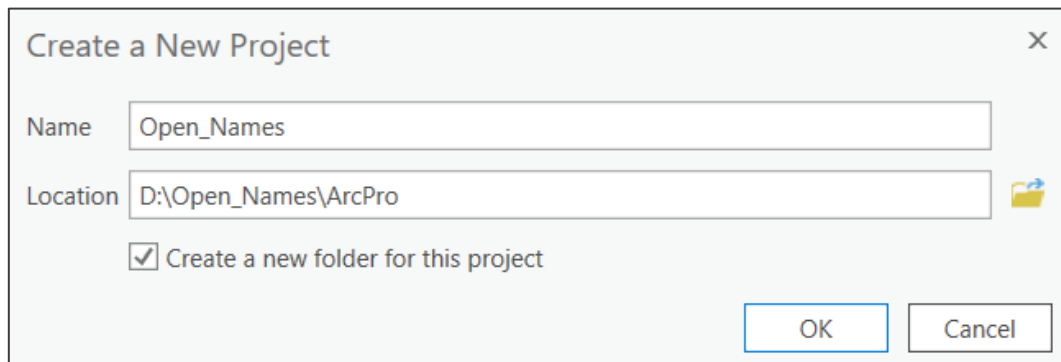 Create a New Project
Name Open_Names
Location D:\Open_Names\ArcPro
Create a new folder for this project
OK Cancel